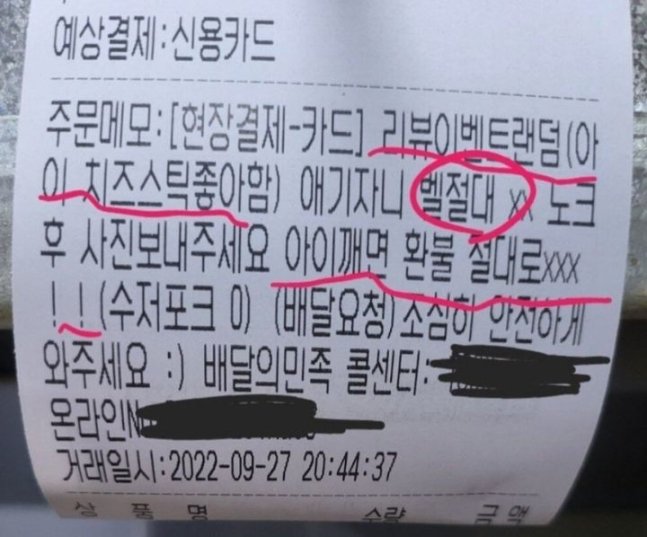 예상결제:신용카드
주문메모:[현장결제-카드] 리뷰이벤트랜덤(아
이 치즈스틱좋아함) 애기자니 벨절대 xx 노크
후 사진보내주세요 아이깨면 환불 절대로xxx
!!(수저포크 O) (배달요청)조심히 안전하게
와주세요 :) 배달의민족 콜센터:
온라인N
거래일시:2022-09-27 20:44:37
상 품 명 수량 금액